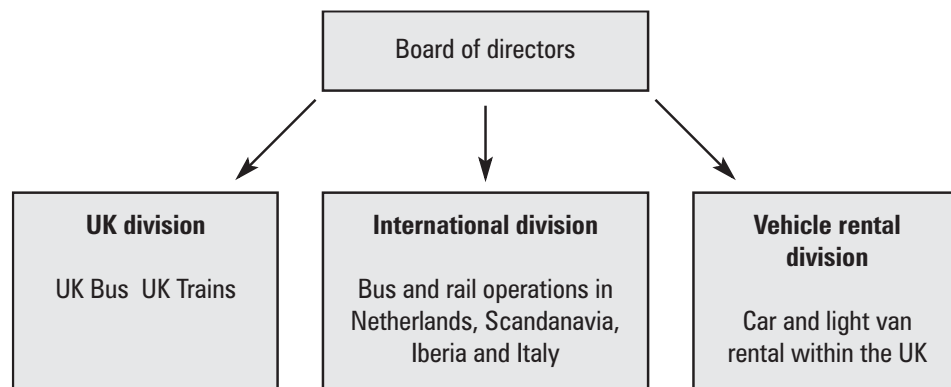 Board of directors
UK division
UK Bus UK Trains
International division
Bus and rail operations in
Netherlands, Scandanavia,
Iberia and Italy
Vehicle rental
division
Car and light van
rental within the UK